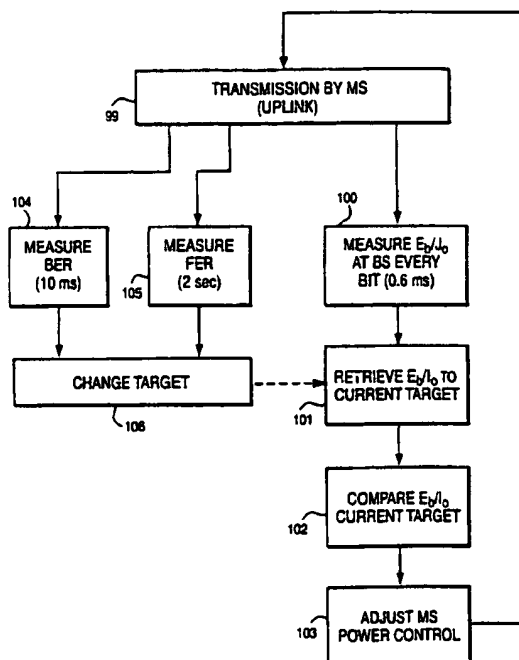 TRANSMISSION BY MS
(UPLINK)
99
104
MEASURE
BER
(10 ms)
105
MEASURE
FER
(2 sec)
100
MEASURE Eb/Jo
AT BS EVERY
BIT (0.6 ms)
CHANGE TARGET
106
RETRIEVE Eb/Io TO
CURRENT TARGET
101
COMPARE Eb/Io
CURRENT TARGET
102
ADJUST MS
POWER CONTROL
103